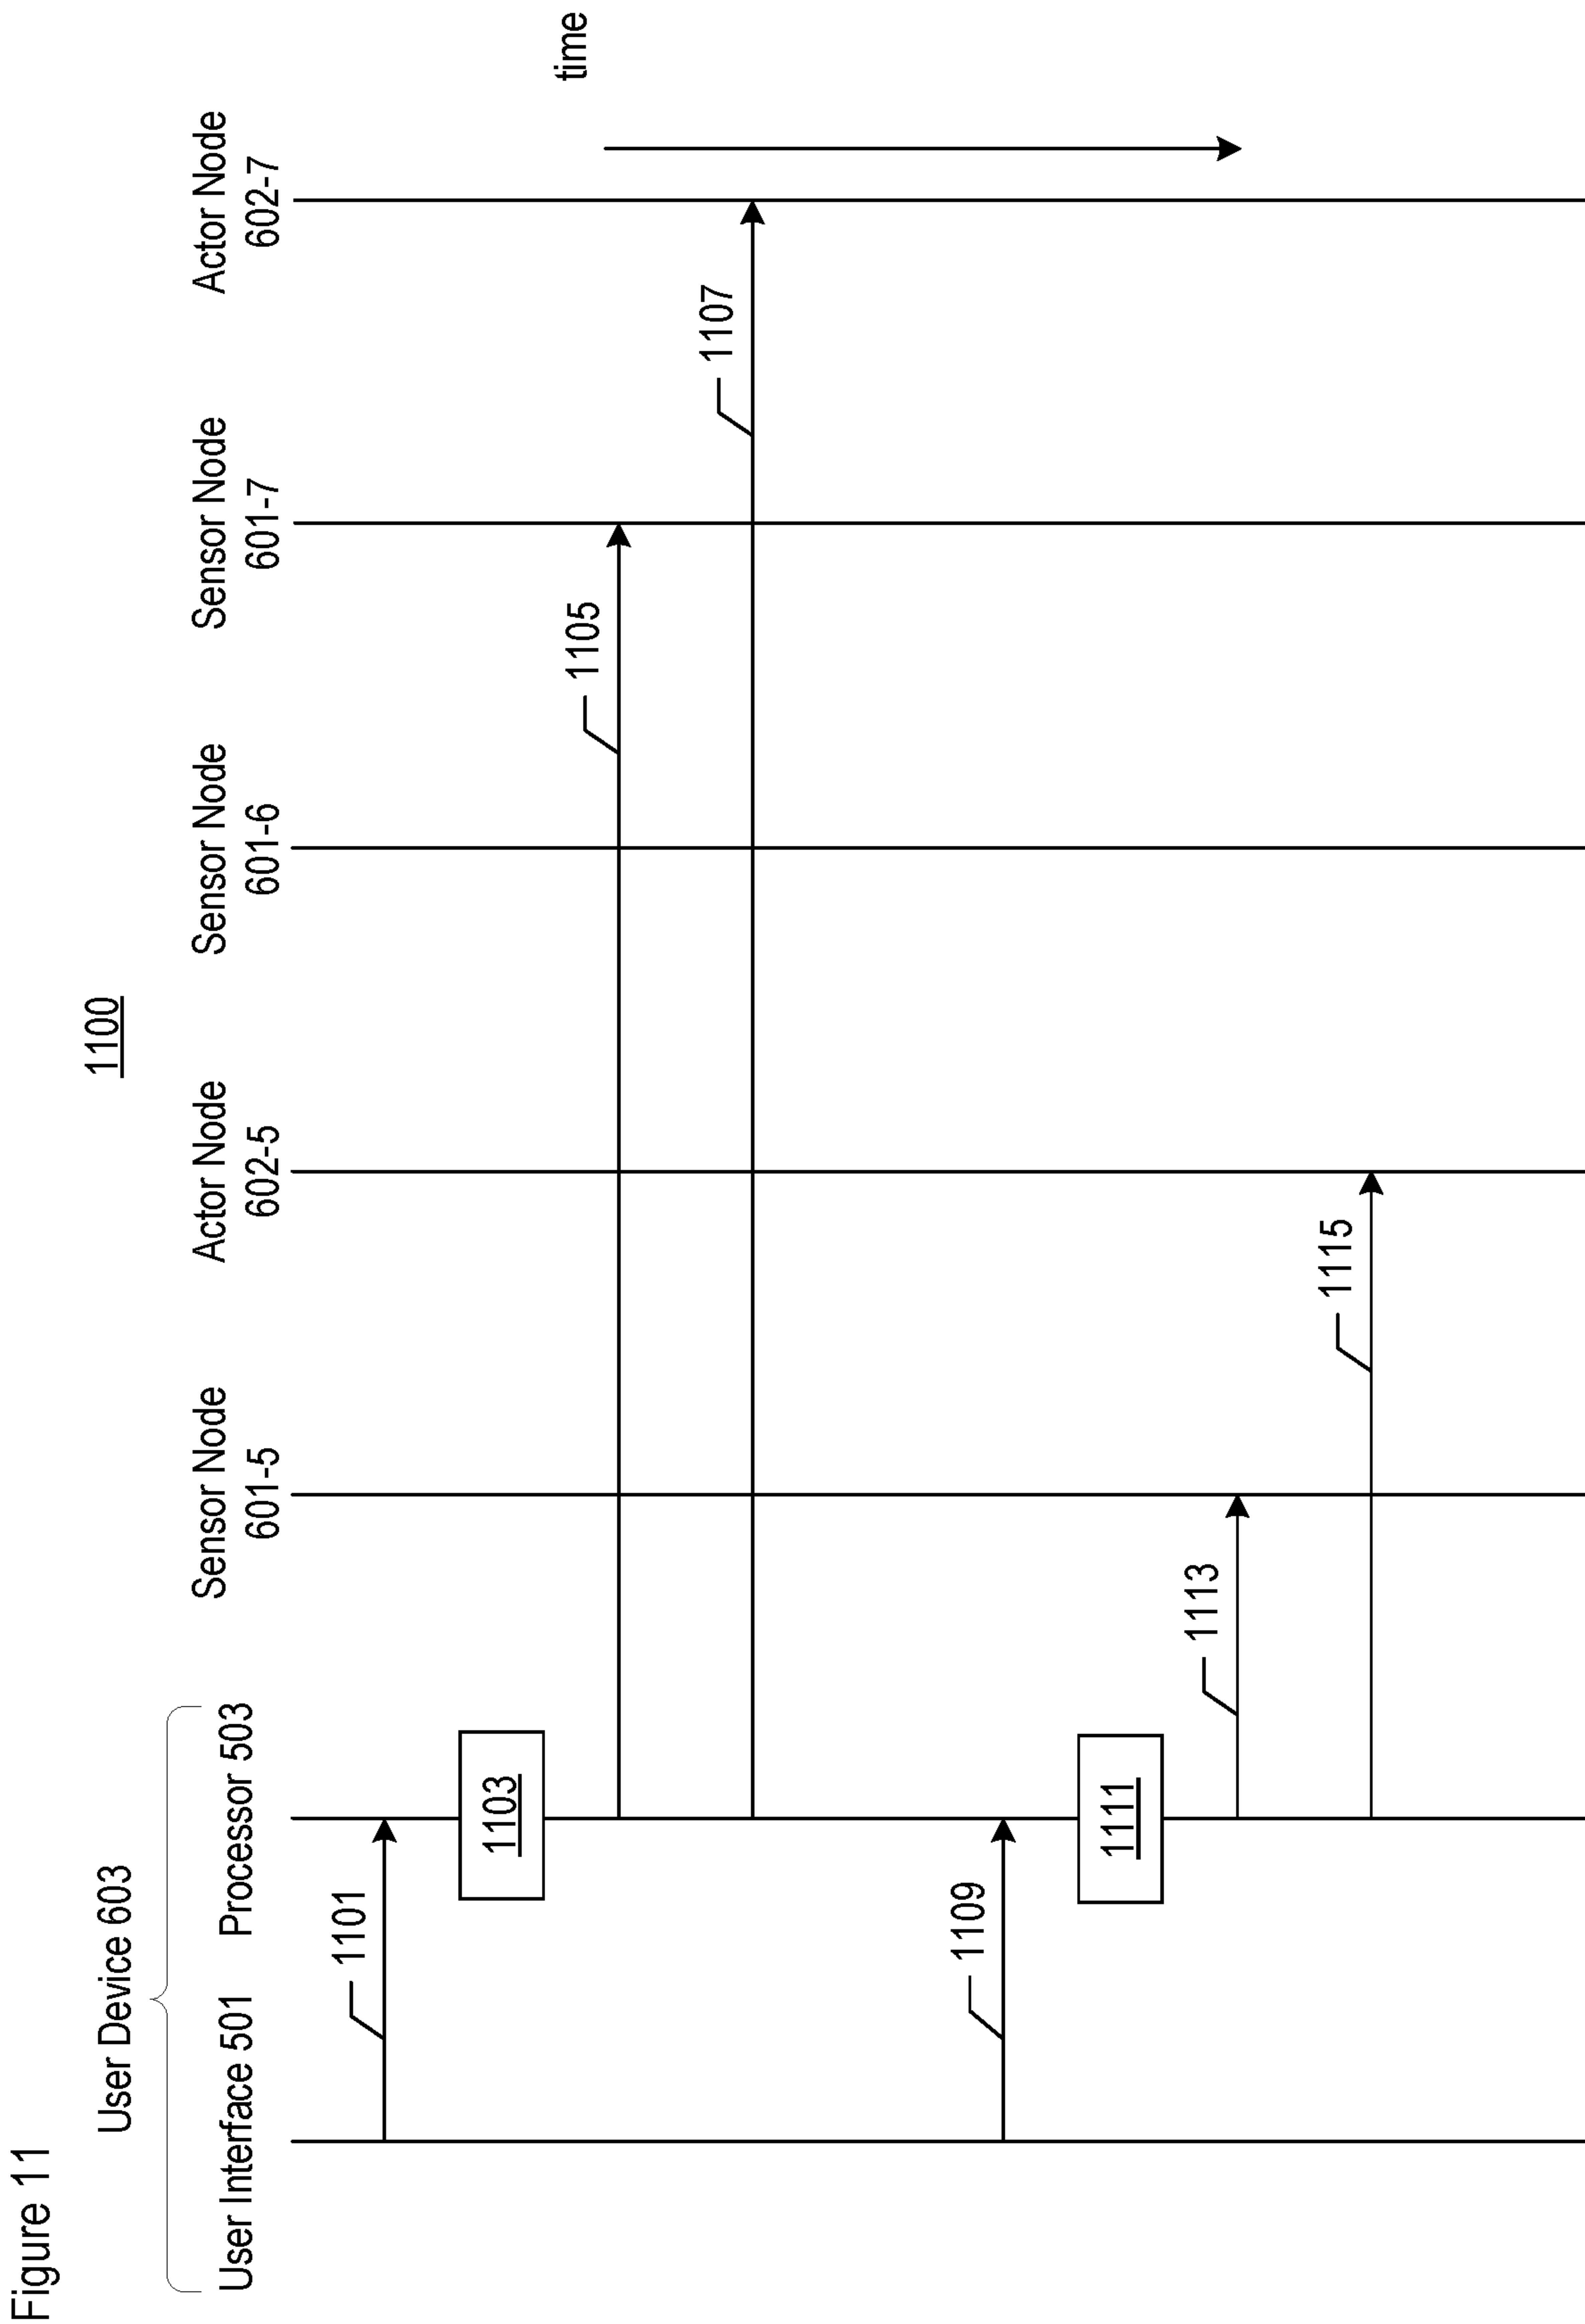 Figure 11
1100
User Device 603
User Interface 501
Processor 503
Sensor Node
601-5
Actor Node
602-5
Sensor Node
601-6
Sensor Node
601-7
Actor Node
602-7
time
1101
1103
1105
1107
1109
1111
1113
1115